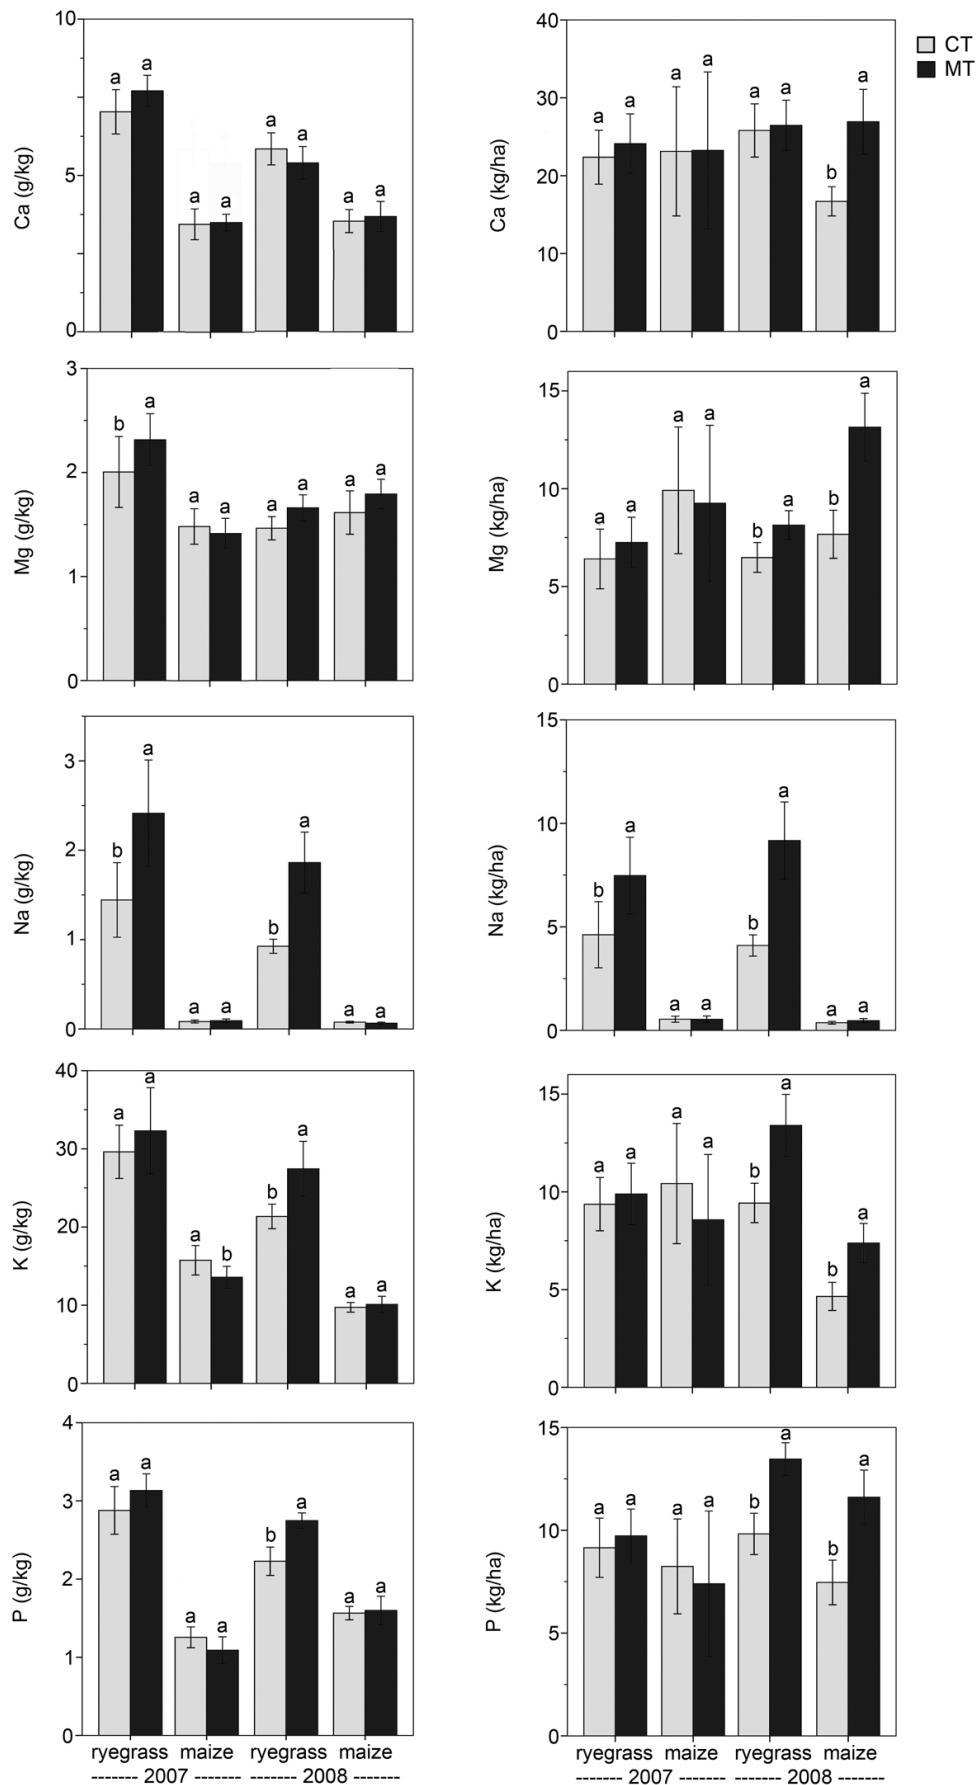 CT
MT
10
5
0
Ca (g/kg)
a a a a a a a a
40
30
20
10
0
Ca (kg/ha)
a a a a a a b a
3
2
1
0
Mg (g/kg)
b a a a a a a a
15
10
5
0
Mg (kg/ha)
a a a a b a b a
3
2
1
0
Na (g/kg)
b a a a b a a a
15
10
5
0
Na (kg/ha)
b a a a b a a a
40
30
20
10
0
K (g/kg)
a a a b b a a a
15
10
5
0
K (kg/ha)
a a a a b a b a
4
3
2
1
0
P (g/kg)
a a a a b a a a
ryegrass maize ryegrass maize
------- 2007 ------- ------- 2008 -------
15
10
5
0
P (kg/ha)
a a a a b a b a
ryegrass maize ryegrass maize
------- 2007 ------- ------- 2008 -------